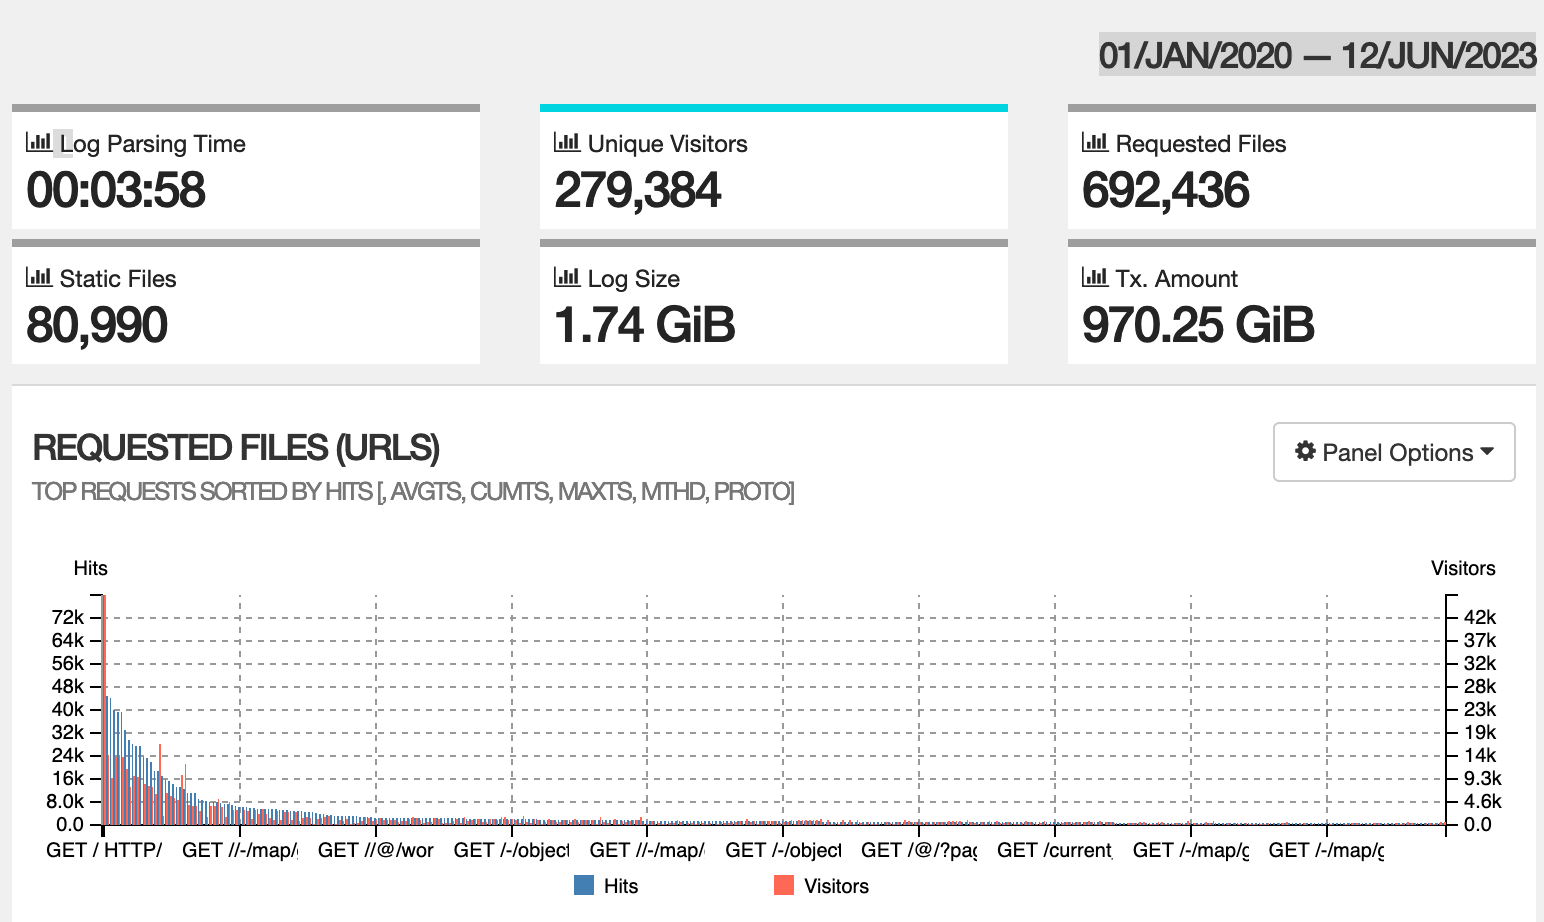 01/JAN/2020 — 12/JUN/2023
Log Parsing Time
00:03:58
Unique Visitors
279,384
Requested Files
692,436
Static Files
80,990
Log Size
1.74 GiB
Tx. Amount
970.25 GiB
REQUESTED FILES (URLS)
Panel Options
TOP REQUESTS SORTED BY HITS [, AVGTS, CUMTS, MAXTS, MTHD, PROTO]
Hits
Visitors
72k
64k
56k
48k
40k
32k
24k
16k
8.0k
0.0
42k
37k
32k
28k
23k
19k
14k
9.3k
4.6k
0.0
GET / HTTP/ GET //-/map/ GET //@/wor GET /-/object GET //-/map/ GET /-/object GET /@/?pag GET /current GET /-/map/g GET /-/map/g
Hits Visitors